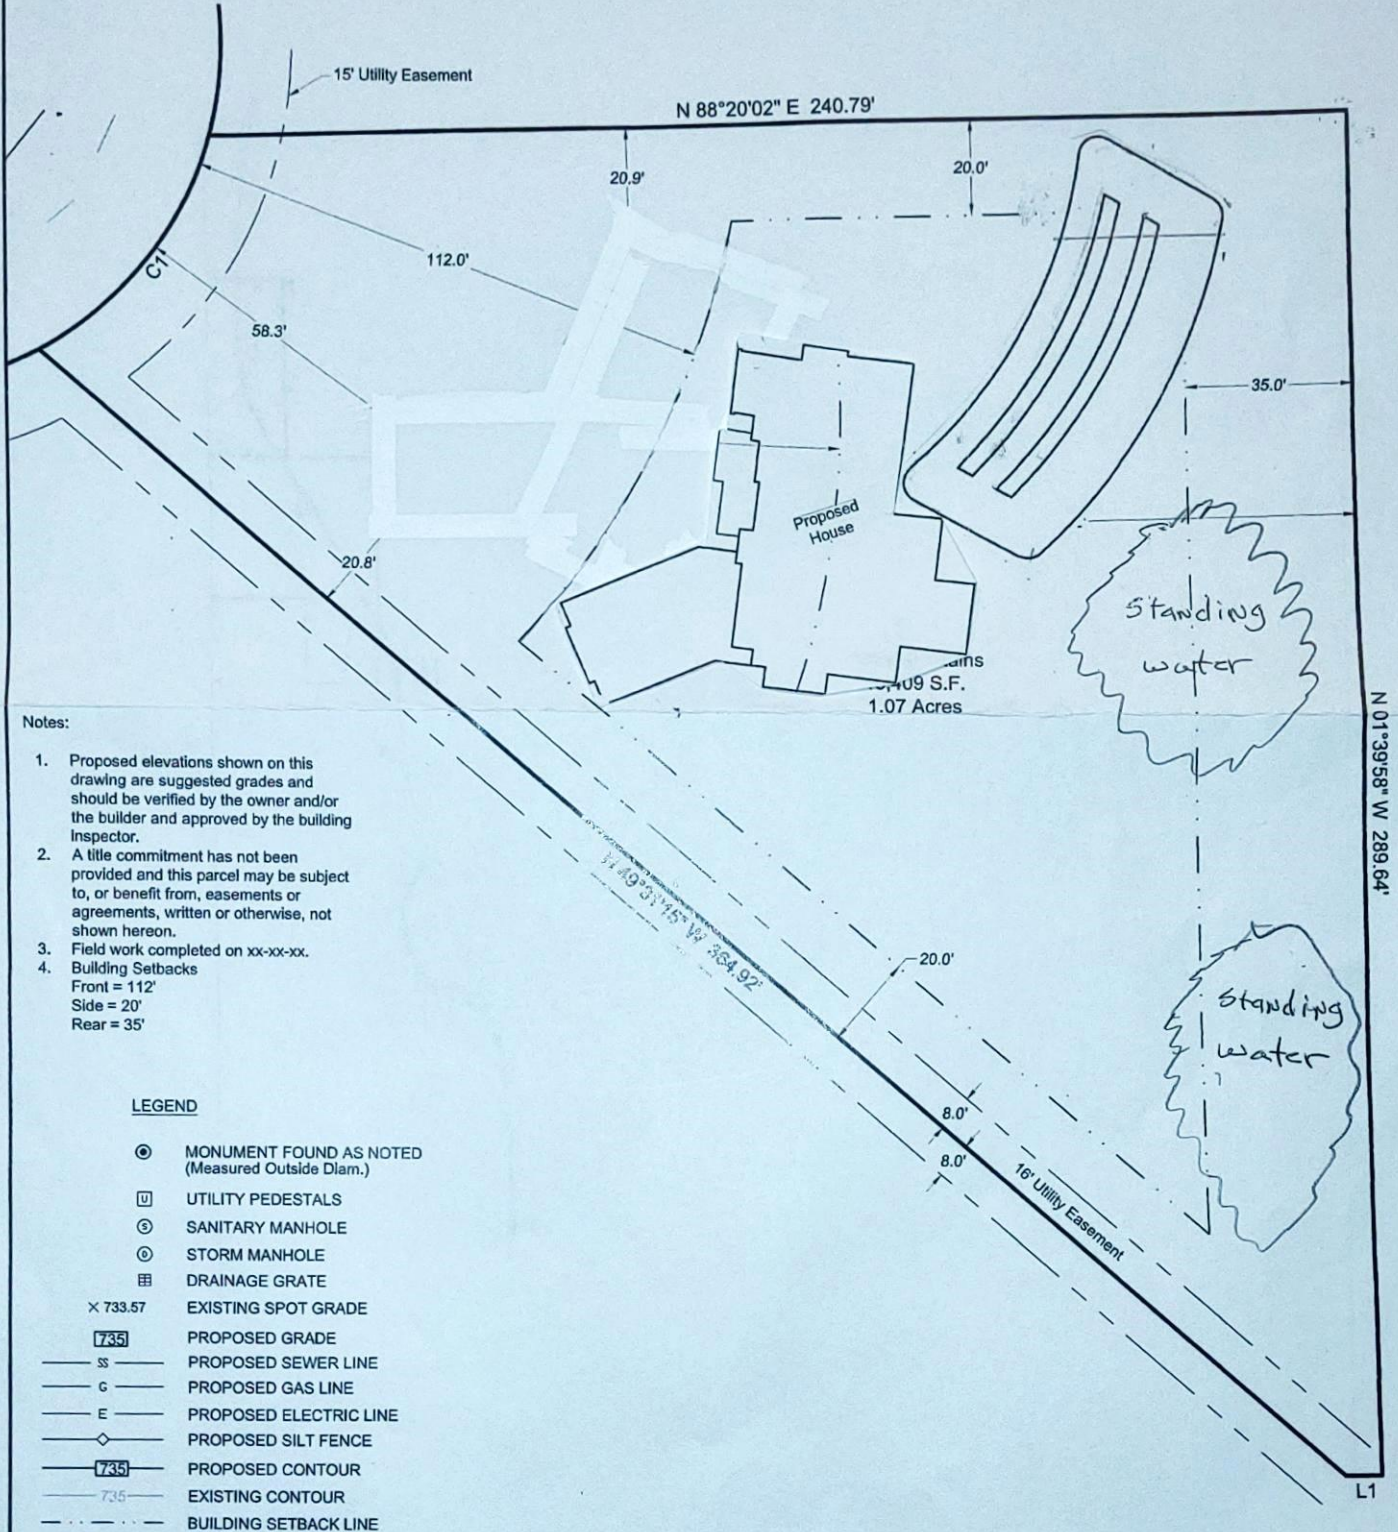 15' Utility Easement
N 88°20'02" E 240.79'
20.9'
20.0'
112.0'
C1
58.3'
35.0'
Proposed
House
20.8'
Standing
water
S.F.
1.07 Acres
N 01°39'58" W 289.64'
Notes:
1. Proposed elevations shown on this
drawing are suggested grades and
should be verified by the owner and/or
the builder and approved by the building
Inspector.
2. A title commitment has not been
provided and this parcel may be subject
to, or benefit from, easements or
agreements, written or otherwise, not
shown hereon.
3. Field work completed on xx-xx-xx.
4. Building Setbacks
Front = 112'
Side = 20'
Rear = 35'
W 364.92'
20.0'
Standing
water
8.0'
8.0'
16' Utility Easement
L1
LEGEND
MONUMENT FOUND AS NOTED
(Measured Outside Diam.)
U UTILITY PEDESTALS
S SANITARY MANHOLE
D STORM MANHOLE
DRAINAGE GRATE
X 733.57 EXISTING SPOT GRADE
735 PROPOSED GRADE
SS PROPOSED SEWER LINE
G PROPOSED GAS LINE
E PROPOSED ELECTRIC LINE
PROPOSED SILT FENCE
735 PROPOSED CONTOUR
735 EXISTING CONTOUR
BUILDING SETBACK LINE